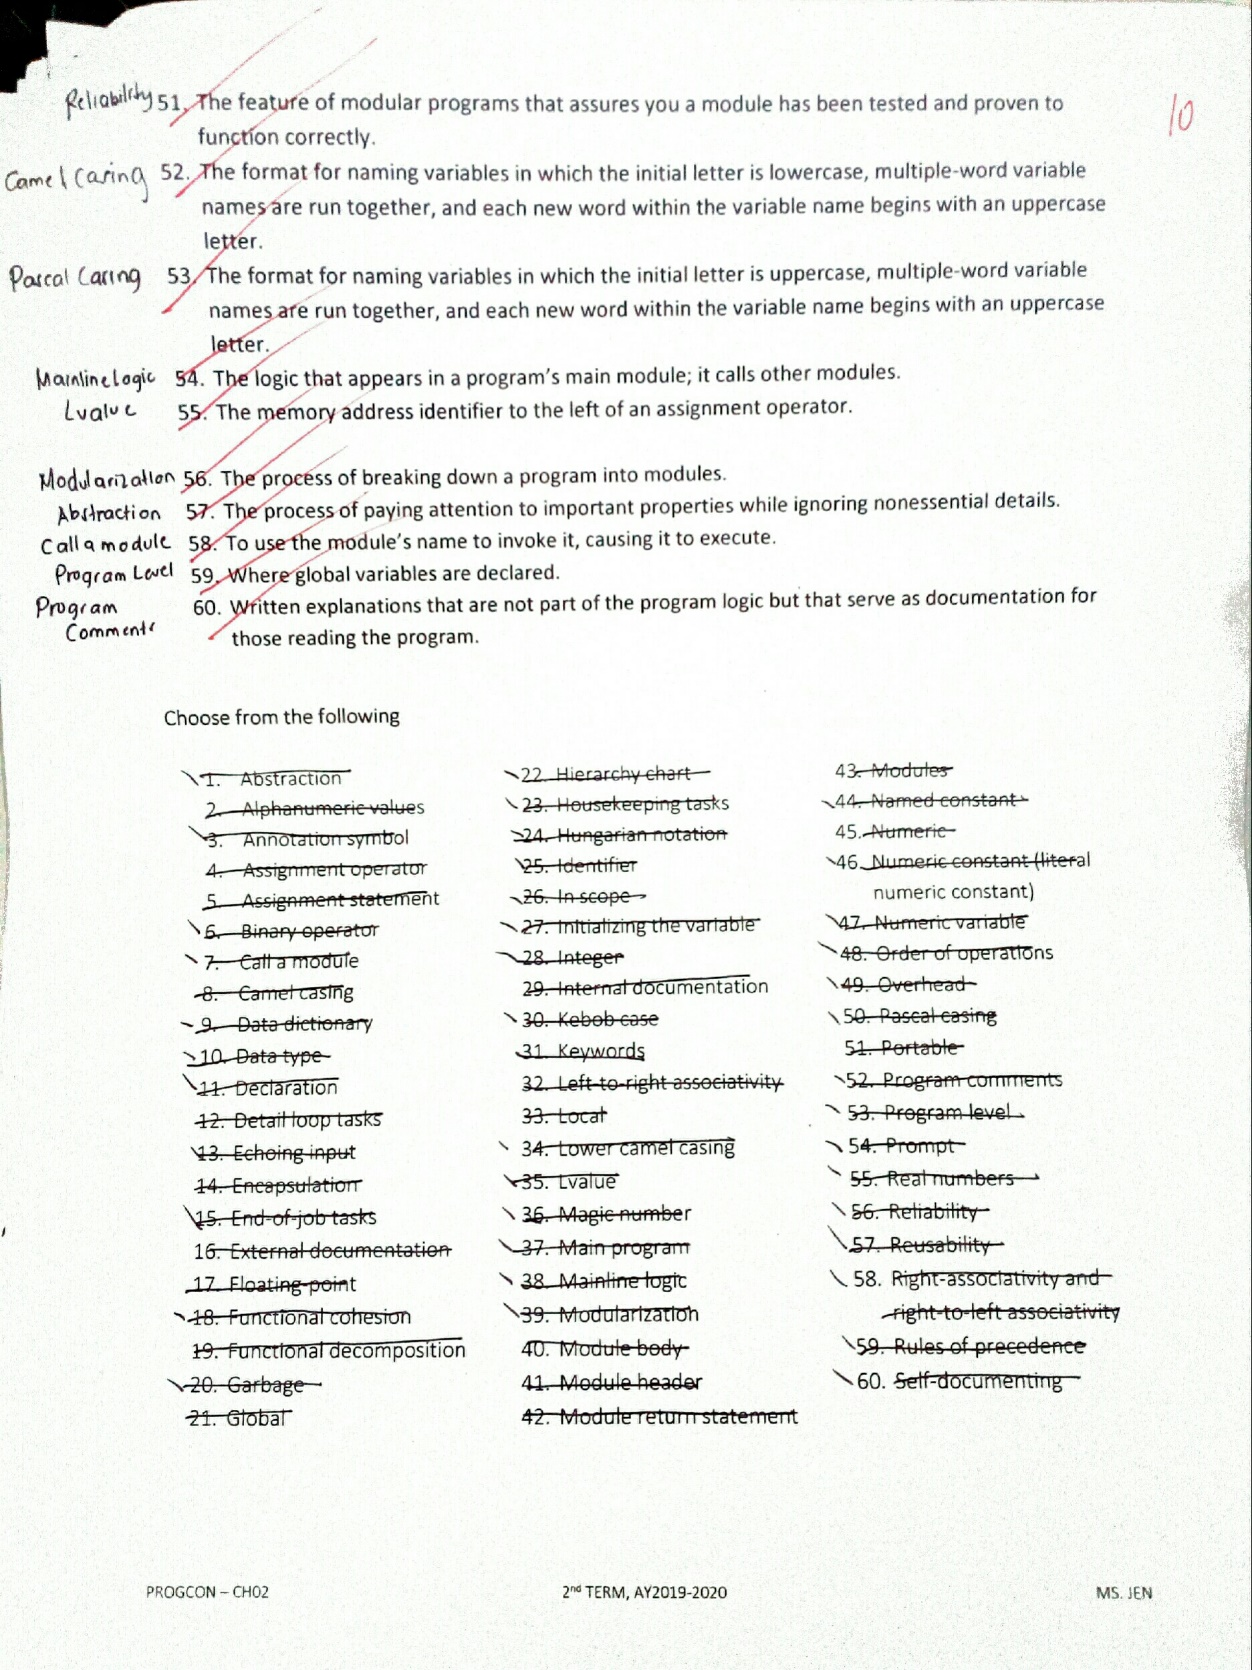 Reliability 51. The feature of modular programs that assures you a module has been tested and proven to
function correctly.
10
Camel Caring 52. The format for naming variables in which the initial letter is lowercase, multiple-word variable
names are run together, and each new word within the variable name begins with an uppercase
letter.
Pascal Caring 53. The format for naming variables in which the initial letter is uppercase, multiple-word variable
names are run together, and each new word within the variable name begins with an uppercase
letter.
Mainline logic 54. The logic that appears in a program's main module; it calls other modules.
Lvalue 55. The memory address identifier to the left of an assignment operator.
Modularization 56. The process of breaking down a program into modules.
Abstraction 57. The process of paying attention to important properties while ignoring nonessential details.
Call a module 58. To use the module's name to invoke it, causing it to execute.
Program Level 59. Where global variables are declared.
Program 60. Written explanations that are not part of the program logic but that serve as documentation for
Comments those reading the program.
Choose from the following
1. Abstraction
2. Alphanumeric values
3. Annotation symbol
4. Assignment operator
5. Assignment statement
6. Binary operator
7. Call a module
8. Camel casing
9. Data dictionary
10. Data type
11. Declaration
12. Detail loop tasks
13. Echoing input
14. Encapsulation
15. End-of-job tasks
16. External documentation
17. Floating-point
18. Functional cohesion
19. Functional decomposition
20. Garbage
21. Global
22. Hierarchy chart
23. Housekeeping tasks
24. Hungarian notation
25. Identifier
26. In scope
27. Initializing the variable
28. Integer
29. Internal documentation
30. Kebob case
31. Keywords
32. Left-to-right associativity
33. Local
34. Lower camel casing
35. Lvalue
36. Magic number
37. Main program
38. Mainline logic
39. Modularization
40. Module body
41. Module header
42. Module return statement
43. Modules
44. Named constant
45. Numeric
46. Numeric constant (literal
numeric constant)
47. Numeric variable
48. Order of operations
49. Overhead
50. Pascal casing
51. Portable
52. Program comments
53. Program level
54. Prompt
55. Real numbers
56. Reliability
57. Reusability
58. Right-associativity and
right-to-left associativity
59. Rules of precedence
60. Self-documenting
PROGCON – CH02
2nd TERM, AY2019-2020
MS. JEN